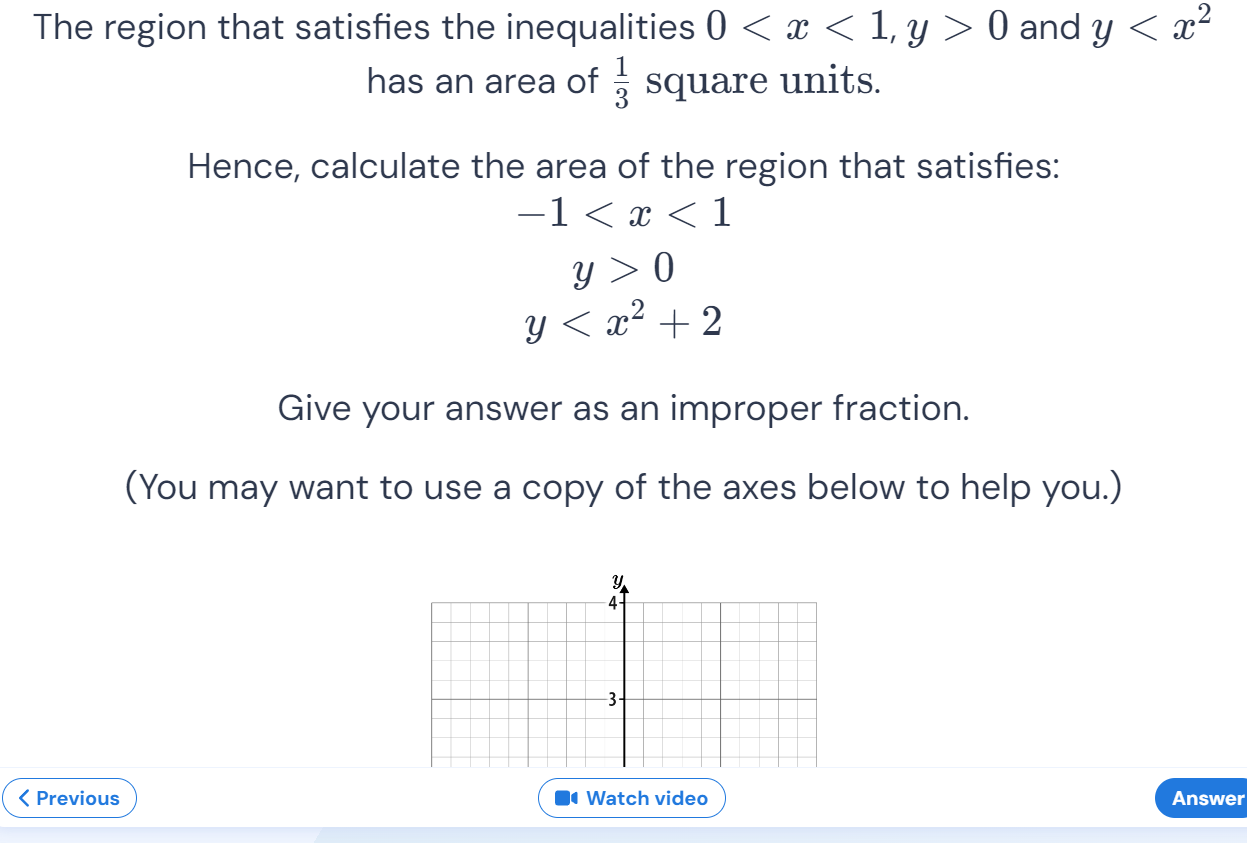 The region that satisfies the inequalities 0 < x < 1, y > 0 and y < x²
has an area of 1/3 square units.
Hence, calculate the area of the region that satisfies:
−1 < x < 1
y > 0
y < x² + 2
Give your answer as an improper fraction.
(You may want to use a copy of the axes below to help you.)
y
4
3
Previous
Watch video
Answer